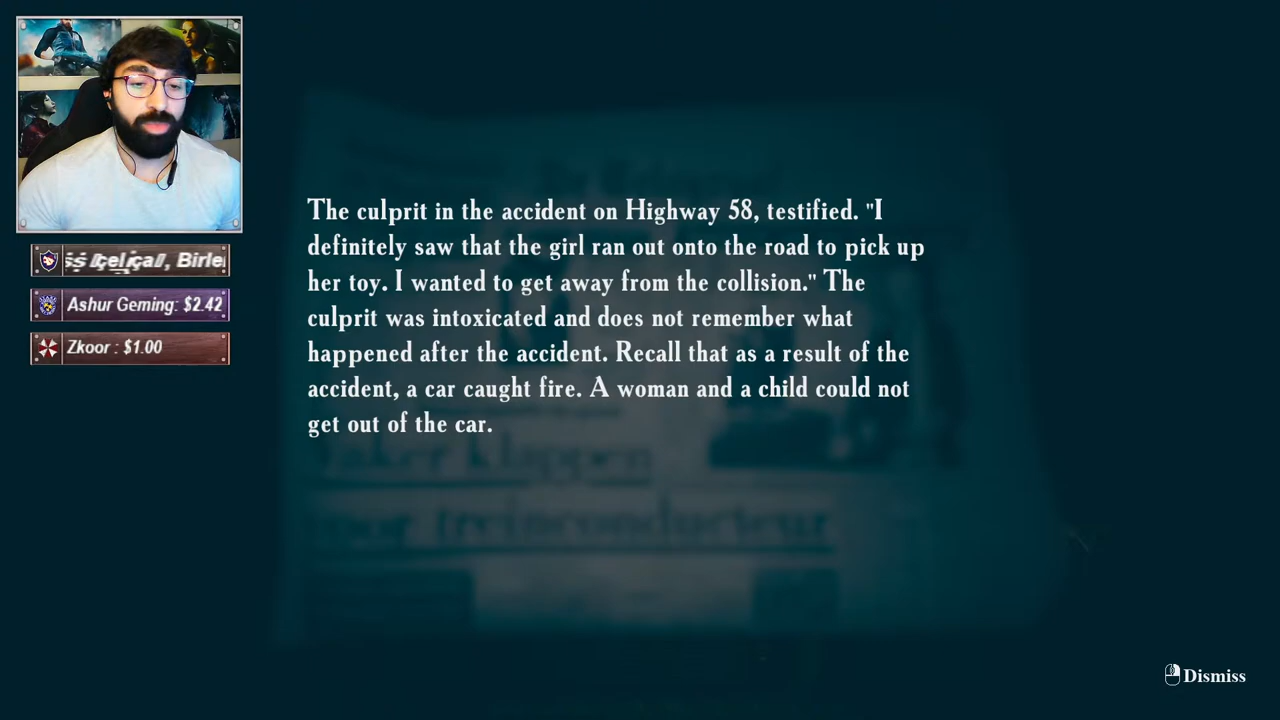 Ashur Geming: $2.42
Zkoor : $1.00
The culprit in the accident on Highway 58, testified. "I
definitely saw that the girl ran out onto the road to pick up
her toy. I wanted to get away from the collision." The
culprit was intoxicated and does not remember what
happened after the accident. Recall that as a result of the
accident, a car caught fire. A woman and a child could not
get out of the car.
klappen
treinconducteur
Dismiss